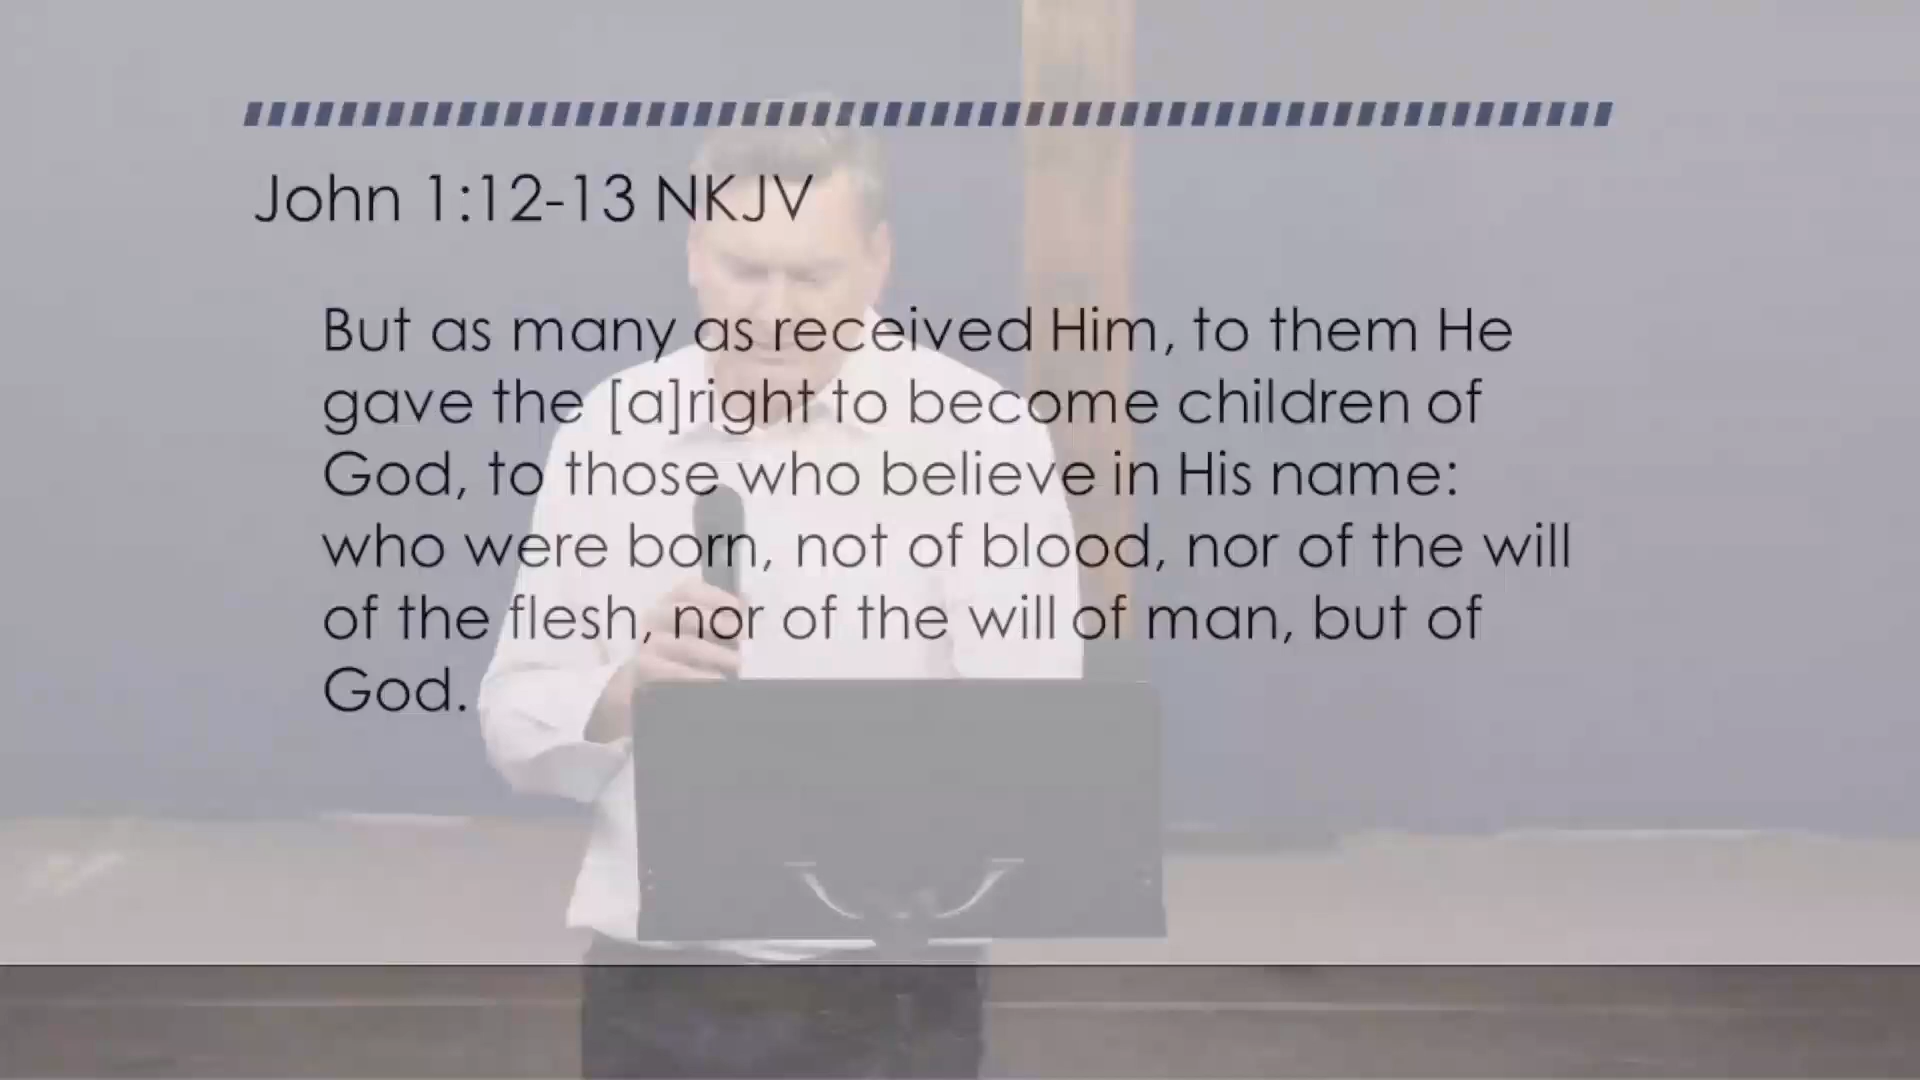 John 1:12-13 NKJV
But as many as received Him, to them He
gave the [a]right to become children of
God, to those who believe in His name:
who were born, not of blood, nor of the will
of the flesh, nor of the will of man, but of
God.